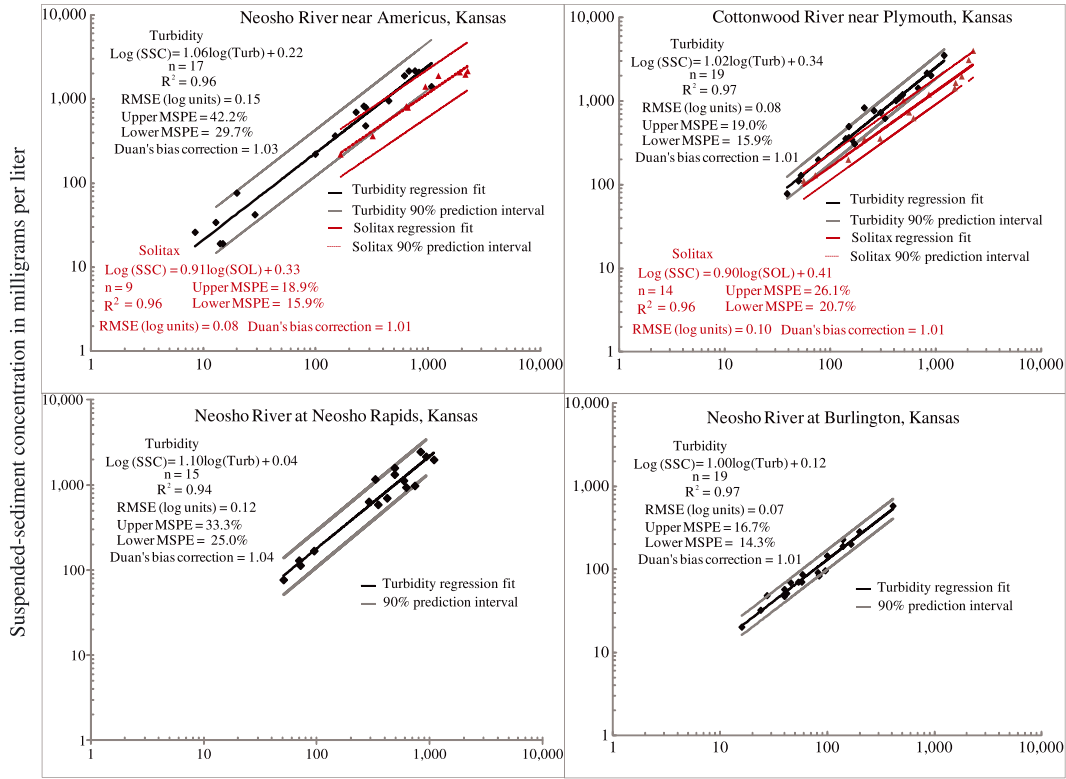 Suspended-sediment concentration in milligrams per liter
Neosho River near Americus, Kansas
10,000
1,000
100
10
1
Turbidity
Log (SSC) = 1.06log(Turb) + 0.22
n = 17
R² = 0.96
RMSE (log units) = 0.15
Upper MSPE = 42.2%
Lower MSPE = 29.7%
Duan's bias correction = 1.03
Turbidity regression fit
Turbidity 90% prediction interval
Solitax regression fit
Solitax 90% prediction interval
Solitax
Log (SSC) = 0.91log(SOL) + 0.33
n = 9 Upper MSPE = 18.9%
R² = 0.96 Lower MSPE = 15.9%
RMSE (log units) = 0.08 Duan's bias correction = 1.01
1 10 100 1,000 10,000
Cottonwood River near Plymouth, Kansas
10,000
1,000
100
10
1
Turbidity
Log (SSC) = 1.02log(Turb) + 0.34
n = 19
R² = 0.97
RMSE (log units) = 0.08
Upper MSPE = 19.0%
Lower MSPE = 15.9%
Duan's bias correction = 1.01
Turbidity regression fit
Turbidity 90% prediction interval
Solitax regression fit
Solitax 90% prediction interval
Solitax
Log (SSC) = 0.90log(SOL) + 0.41
n = 14 Upper MSPE = 26.1%
R² = 0.96 Lower MSPE = 20.7%
RMSE (log units) = 0.10 Duan's bias correction = 1.01
1 10 100 1,000 10,000
Neosho River at Neosho Rapids, Kansas
10,000
1,000
100
10
1
Turbidity
Log (SSC) = 1.10log(Turb) + 0.04
n = 15
R² = 0.94
RMSE (log units) = 0.12
Upper MSPE = 33.3%
Lower MSPE = 25.0%
Duan's bias correction = 1.04
Turbidity regression fit
90% prediction interval
1 10 100 1,000 10,000
Neosho River at Burlington, Kansas
10,000
1,000
100
10
1
Turbidity
Log (SSC) = 1.00log(Turb) + 0.12
n = 19
R² = 0.97
RMSE (log units) = 0.07
Upper MSPE = 16.7%
Lower MSPE = 14.3%
Duan's bias correction = 1.01
Turbidity regression fit
90% prediction interval
1 10 100 1,000 10,000